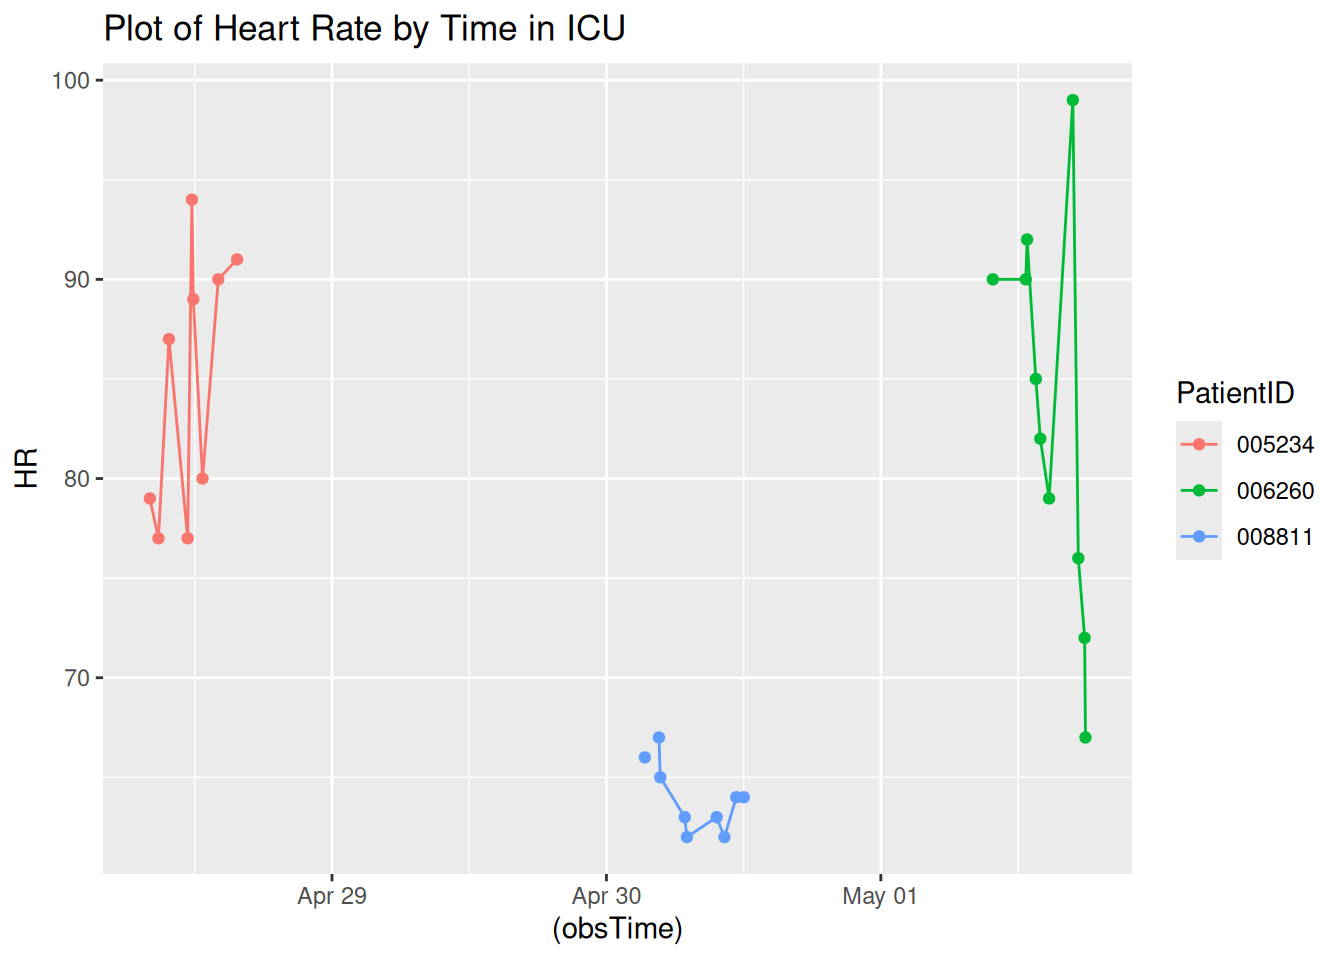 Plot of Heart Rate by Time in ICU
100
90
80
70
HR
Apr 29
Apr 30
May 01
(obsTime)
PatientID
005234
006260
008811